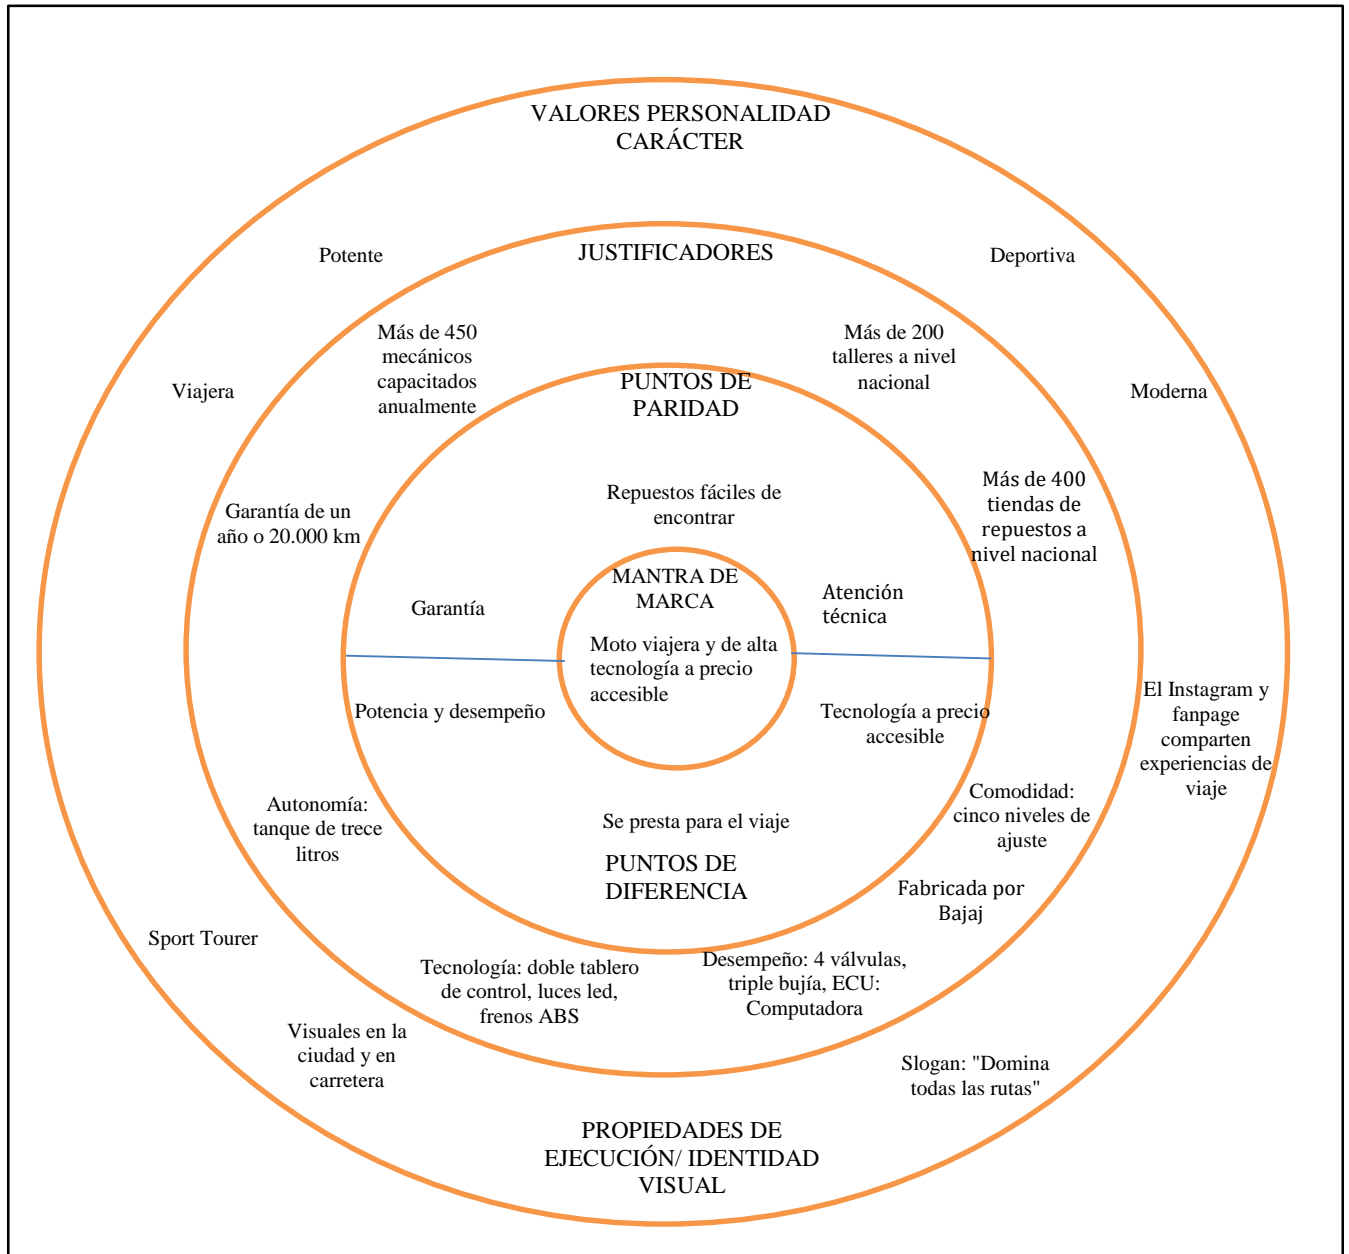 VALORES PERSONALIDAD
CARÁCTER
Potente
JUSTIFICADORES
Deportiva
Más de 450
mecánicos
capacitados
anualmente
Más de 200
talleres a nivel
nacional
Viajera
PUNTOS DE
PARIDAD
Moderna
Garantía de un
año o 20.000 km
Repuestos fáciles de
encontrar
Más de 400
tiendas de
repuestos a
nivel nacional
Garantía
MANTRA DE
MARCA
Atención
técnica
Moto viajera y de alta
tecnología a precio
accesible
Potencia y desempeño
Tecnología a precio
accesible
El Instagram y
fanpage
comparten
experiencias de
viaje
Autonomía:
tanque de trece
litros
Se presta para el viaje
Comodidad:
cinco niveles de
ajuste
PUNTOS DE
DIFERENCIA
Fabricada por
Bajaj
Sport Tourer
Tecnología: doble tablero
de control, luces led,
frenos ABS
Desempeño: 4 válvulas,
triple bujía, ECU:
Computadora
Visuales en la
ciudad y en
carretera
Slogan: "Domina
todas las rutas"
PROPIEDADES DE
EJECUCIÓN/ IDENTIDAD
VISUAL